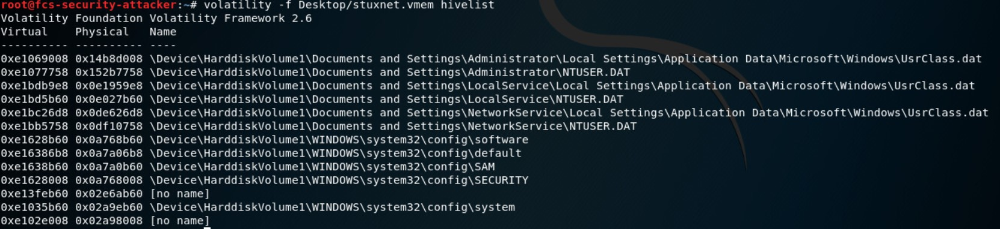 root@fcs-security-attacker:~# volatility -f Desktop/stuxnet.vmem hivelist
Volatility Foundation Volatility Framework 2.6
Virtual    Physical   Name
---------- ---------- ----
0xe1069008 0x14b8d008 \Device\HarddiskVolume1\Documents and Settings\Administrator\Local Settings\Application Data\Microsoft\Windows\UsrClass.dat
0xe1077758 0x152b7758 \Device\HarddiskVolume1\Documents and Settings\Administrator\NTUSER.DAT
0xe1bdb9e8 0x0e1959e8 \Device\HarddiskVolume1\Documents and Settings\LocalService\Local Settings\Application Data\Microsoft\Windows\UsrClass.dat
0xe1bd5b60 0x0e027b60 \Device\HarddiskVolume1\Documents and Settings\LocalService\NTUSER.DAT
0xe1bc26d8 0x0de626d8 \Device\HarddiskVolume1\Documents and Settings\NetworkService\Local Settings\Application Data\Microsoft\Windows\UsrClass.dat
0xe1bb5758 0x0df10758 \Device\HarddiskVolume1\Documents and Settings\NetworkService\NTUSER.DAT
0xe1628b60 0x0a768b60 \Device\HarddiskVolume1\WINDOWS\system32\config\software
0xe16386b8 0x0a7a06b8 \Device\HarddiskVolume1\WINDOWS\system32\config\default
0xe1638b60 0x0a7a0b60 \Device\HarddiskVolume1\WINDOWS\system32\config\SAM
0xe1628008 0x0a768008 \Device\HarddiskVolume1\WINDOWS\system32\config\SECURITY
0xe13feb60 0x02e6ab60 [no name]
0xe1035b60 0x02a9eb60 \Device\HarddiskVolume1\WINDOWS\system32\config\system
0xe102e008 0x02a98008 [no name]